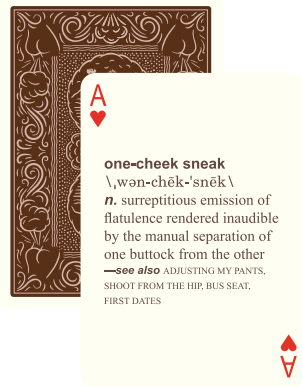 A
one-cheek sneak
\ˌwən-chēk-ˈsnēk\
n. surreptitious emission of
flatulence rendered inaudible
by the manual separation of
one buttock from the other
—see also ADJUSTING MY PANTS,
SHOOT FROM THE HIP, BUS SEAT,
FIRST DATES
A